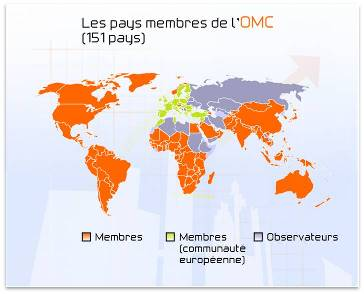 Les pays membres de l'OMC
(151 pays)
Membres
Membres
(communauté
européenne)
Observateurs